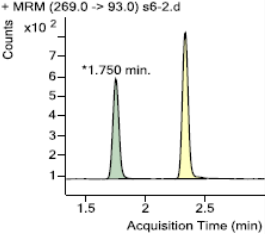 + MRM (269.0 -> 93.0) s6-2.d
Counts
x10 2
*1.750 min.
7
6
5
4
3
2
1
1.5 2 2.5
Acquisition Time (min)